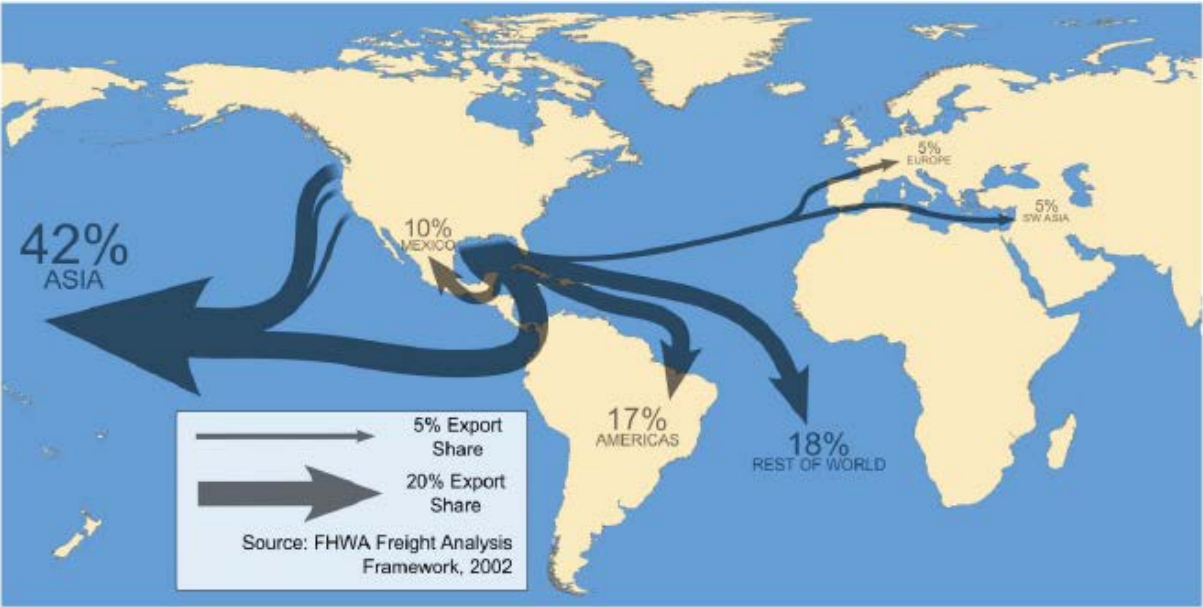 5%
EUROPE
5%
SW ASIA
10%
MEXICO
42%
ASIA
17%
AMERICAS
18%
REST OF WORLD
5% Export
Share
20% Export
Share
Source: FHWA Freight Analysis
Framework, 2002